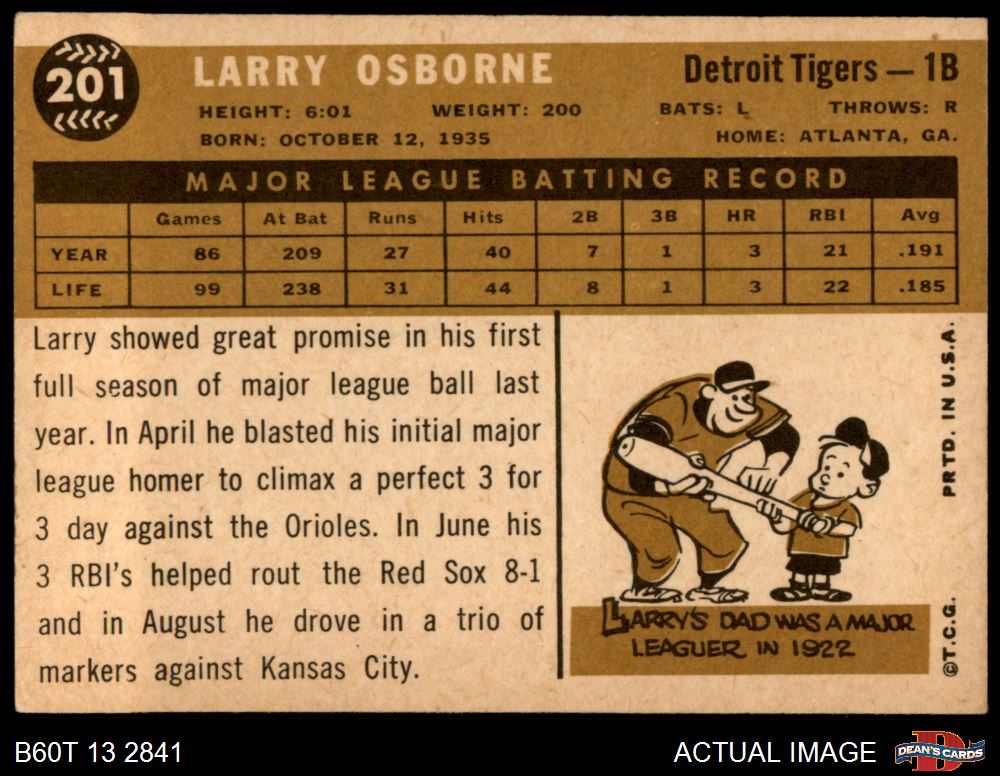 201
LARRY OSBORNE
Detroit Tigers — 1B
HEIGHT: 6:01 WEIGHT: 200 BATS: L THROWS: R
BORN: OCTOBER 12, 1935 HOME: ATLANTA, GA.
MAJOR LEAGUE BATTING RECORD
Games At Bat Runs Hits 2B 3B HR RBI Avg
YEAR 86 209 27 40 7 1 3 21 .191
LIFE 99 238 31 44 8 1 3 22 .185
Larry showed great promise in his first
full season of major league ball last
year. In April he blasted his initial major
league homer to climax a perfect 3 for
3 day against the Orioles. In June his
3 RBI's helped rout the Red Sox 8-1
and in August he drove in a trio of
markers against Kansas City.
LARRY'S DAD WAS A MAJOR
LEAGUER IN 1922
©T.C.G. PRTD. IN U.S.A.
B60T 13 2841
ACTUAL IMAGE
D
DEAN'S CARDS